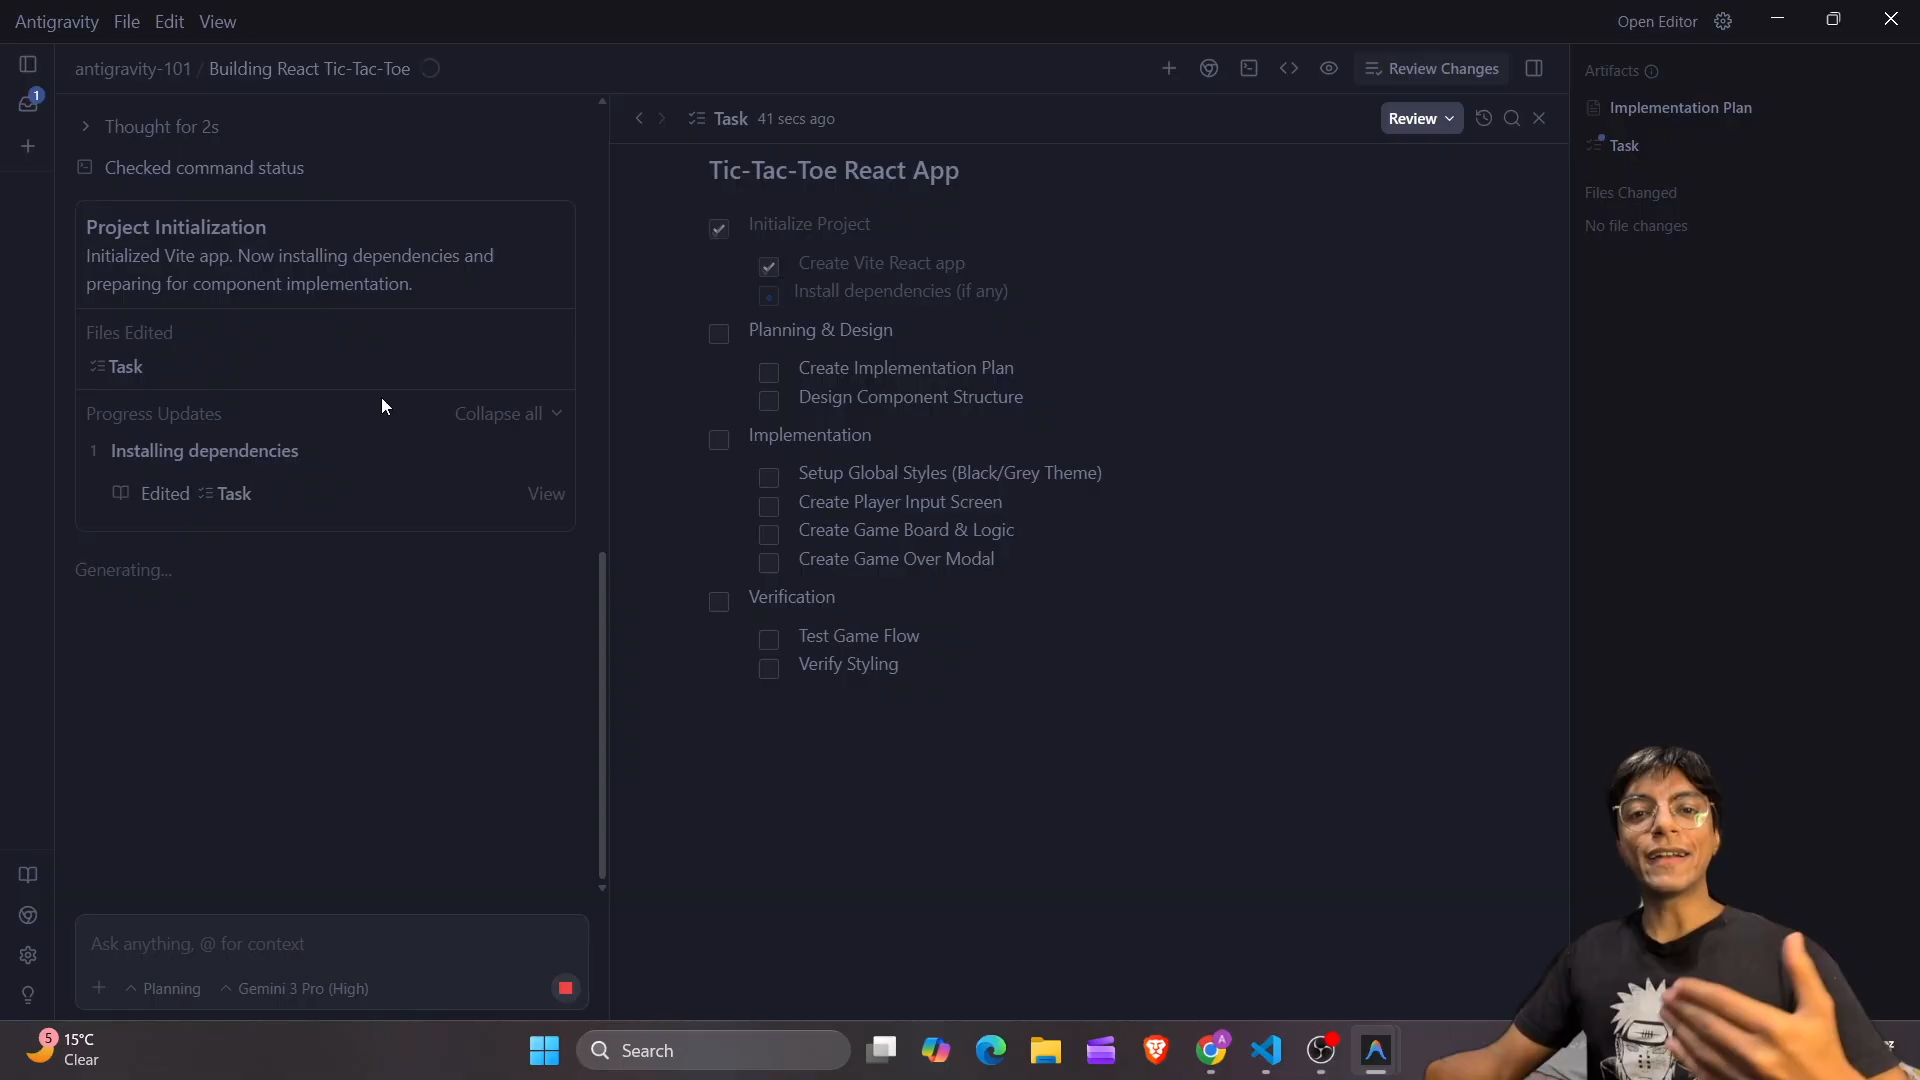 Antigravity File Edit View
Open Editor
antigravity-101 / Building React Tic-Tac-Toe
Review Changes
1
Thought for 2s
Checked command status
Project Initialization
Initialized Vite app. Now installing dependencies and
preparing for component implementation.
Files Edited
Task
Progress Updates
Collapse all
1 Installing dependencies
Edited Task
View
Generating...
Ask anything, @ for context
Planning
Gemini 3 Pro (High)
Task 41 secs ago
Review
Tic-Tac-Toe React App
Initialize Project
Create Vite React app
Install dependencies (if any)
Planning & Design
Create Implementation Plan
Design Component Structure
Implementation
Setup Global Styles (Black/Grey Theme)
Create Player Input Screen
Create Game Board & Logic
Create Game Over Modal
Verification
Test Game Flow
Verify Styling
Artifacts
Implementation Plan
Task
Files Changed
No file changes
5
15°C
Clear
Search
A